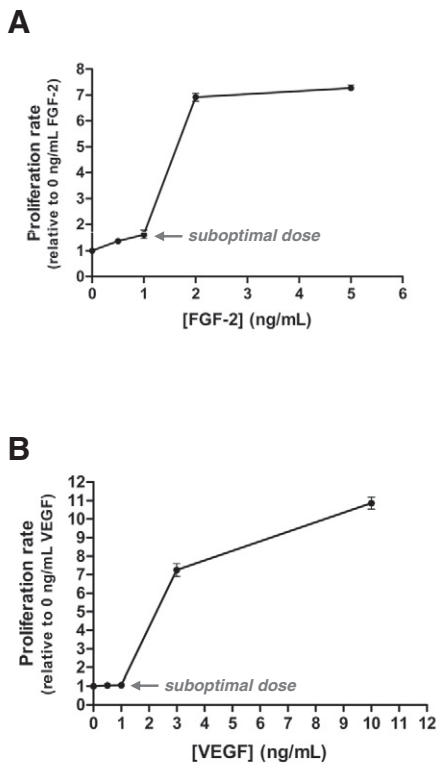 A
Proliferation rate
(relative to 0 ng/mL FGF-2)
8
7
6
5
4
3
2
1
0
suboptimal dose
0 1 2 3 4 5 6
[FGF-2] (ng/mL)
B
Proliferation rate
(relative to 0 ng/mL VEGF)
12
11
10
9
8
7
6
5
4
3
2
1
0
suboptimal dose
0 1 2 3 4 5 6 7 8 9 10 11 12
[VEGF] (ng/mL)